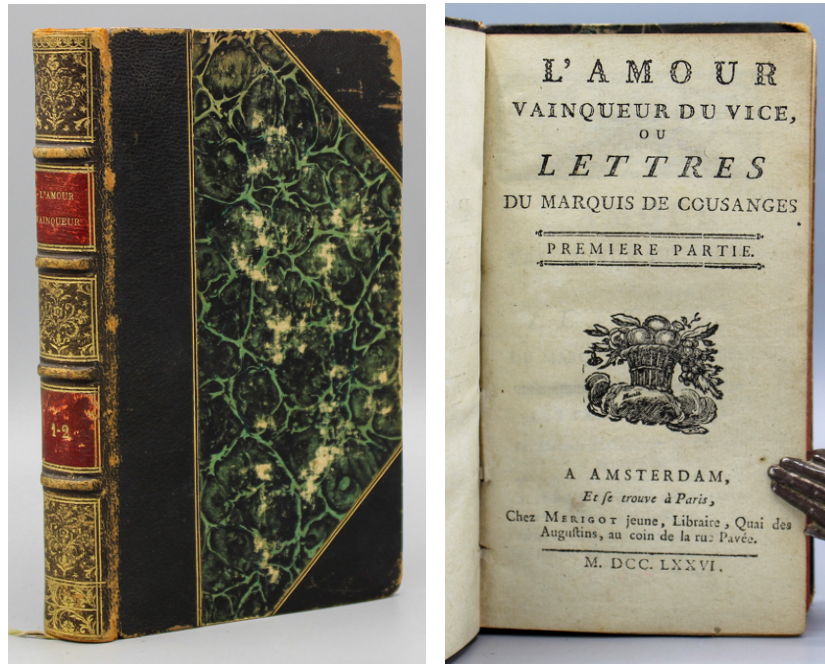 L'AMOUR
VAINQUEUR
1-2
L'AMOUR
VAINQUEUR DU VICE,
OU
LETTRES
DU MARQUIS DE COUSANGES
PREMIERE PARTIE.
A AMSTERDAM,
Et se trouve à Paris,
Chez MERIGOT jeune, Libraire, Quai des
Augustins, au coin de la rue Pavée.
M. DCC. LXXVI.